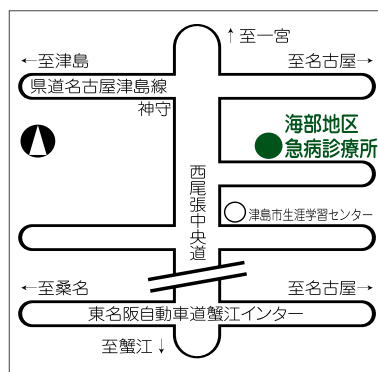 ↑至一宮
←至津島
至名古屋→
県道名古屋津島線
神守
海部地区
急病診療所
西尾張中央道
津島市生涯学習センター
←至桑名
至名古屋→
東名阪自動車道蟹江インター
至蟹江↓